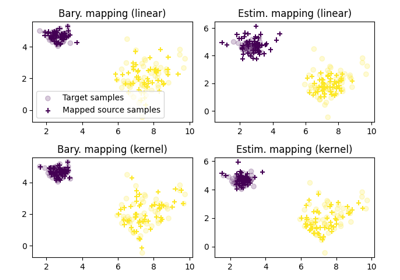 Bary. mapping (linear)
Estim. mapping (linear)
4
2
0
Target samples
Mapped source samples
2 4 6 8 10
6
4
2
0
2 4 6 8 10
Bary. mapping (kernel)
Estim. mapping (kernel)
4
2
0
2 4 6 8 10
6
4
2
0
2 4 6 8 10